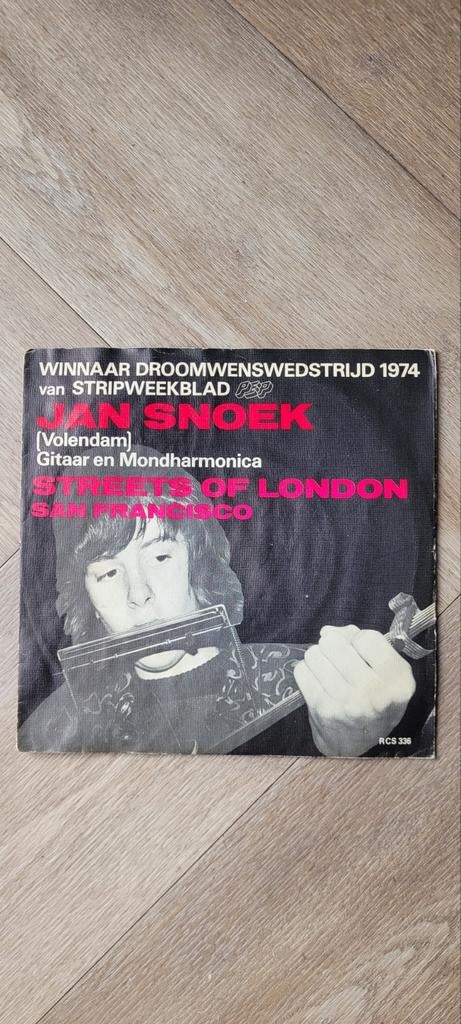 WINNAAR DROOMWENSWEDSTRIJD 1974
van STRIPWEEKBLAD PEP
JAN SNOEK
(Volendam)
Gitaar en Mondharmonica
STREETS OF LONDON
SAN FRANCISCO
RCS 336